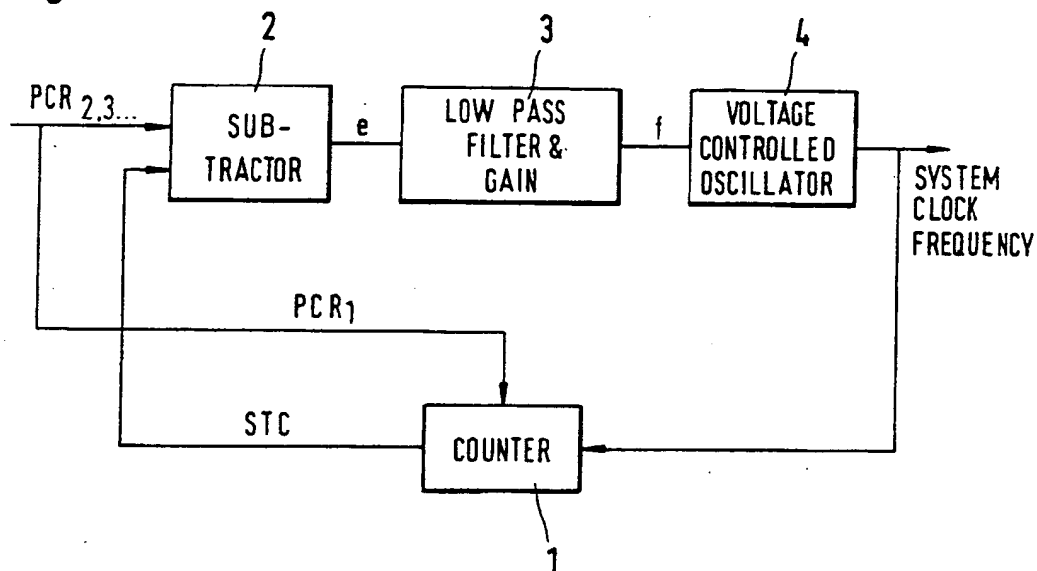 2
3
4
PCR 2,3...
SUB-
TRACTOR
e
LOW PASS
FILTER &
GAIN
f
VOLTAGE
CONTROLLED
OSCILLATOR
SYSTEM
CLOCK
FREQUENCY
PCR1
STC
COUNTER
1